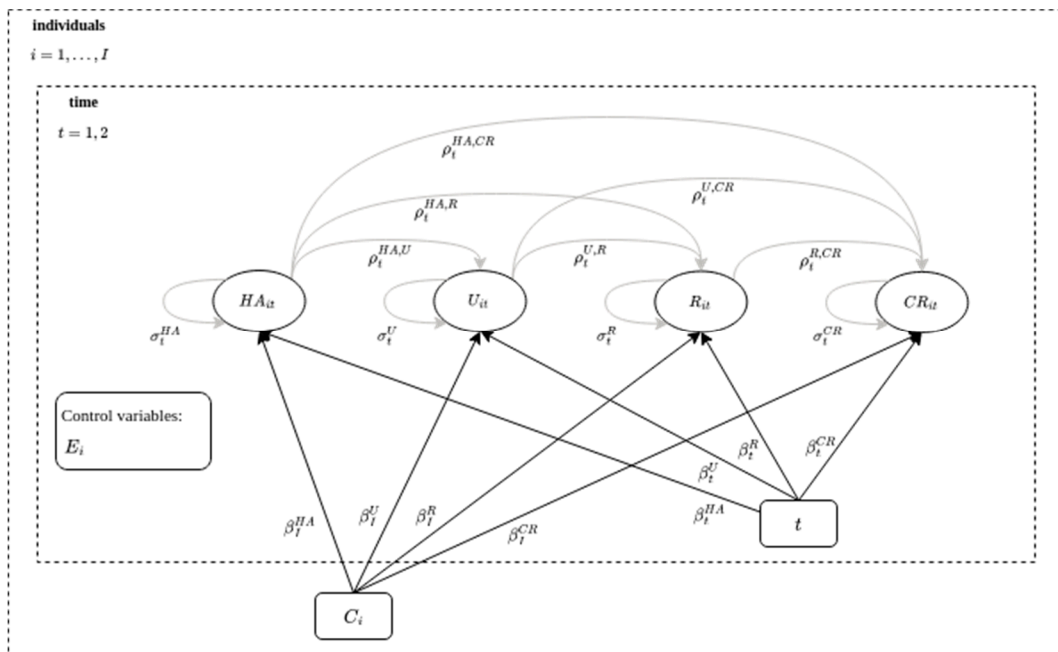 individuals
i = 1, . . . , I
time
t = 1, 2
ρ_t^{HA,CR}
ρ_t^{U,CR}
ρ_t^{HA,R}
ρ_t^{HA,U}
ρ_t^{U,R}
ρ_t^{R,CR}
HA_{it}
U_{it}
R_{it}
CR_{it}
σ_t^{HA}
σ_t^{U}
σ_t^{R}
σ_t^{CR}
Control variables:
E_i
β_t^{R}
β_t^{CR}
β_t^{U}
β_t^{HA}
β_I^{HA}
β_I^{U}
β_I^{R}
β_I^{CR}
t
C_i